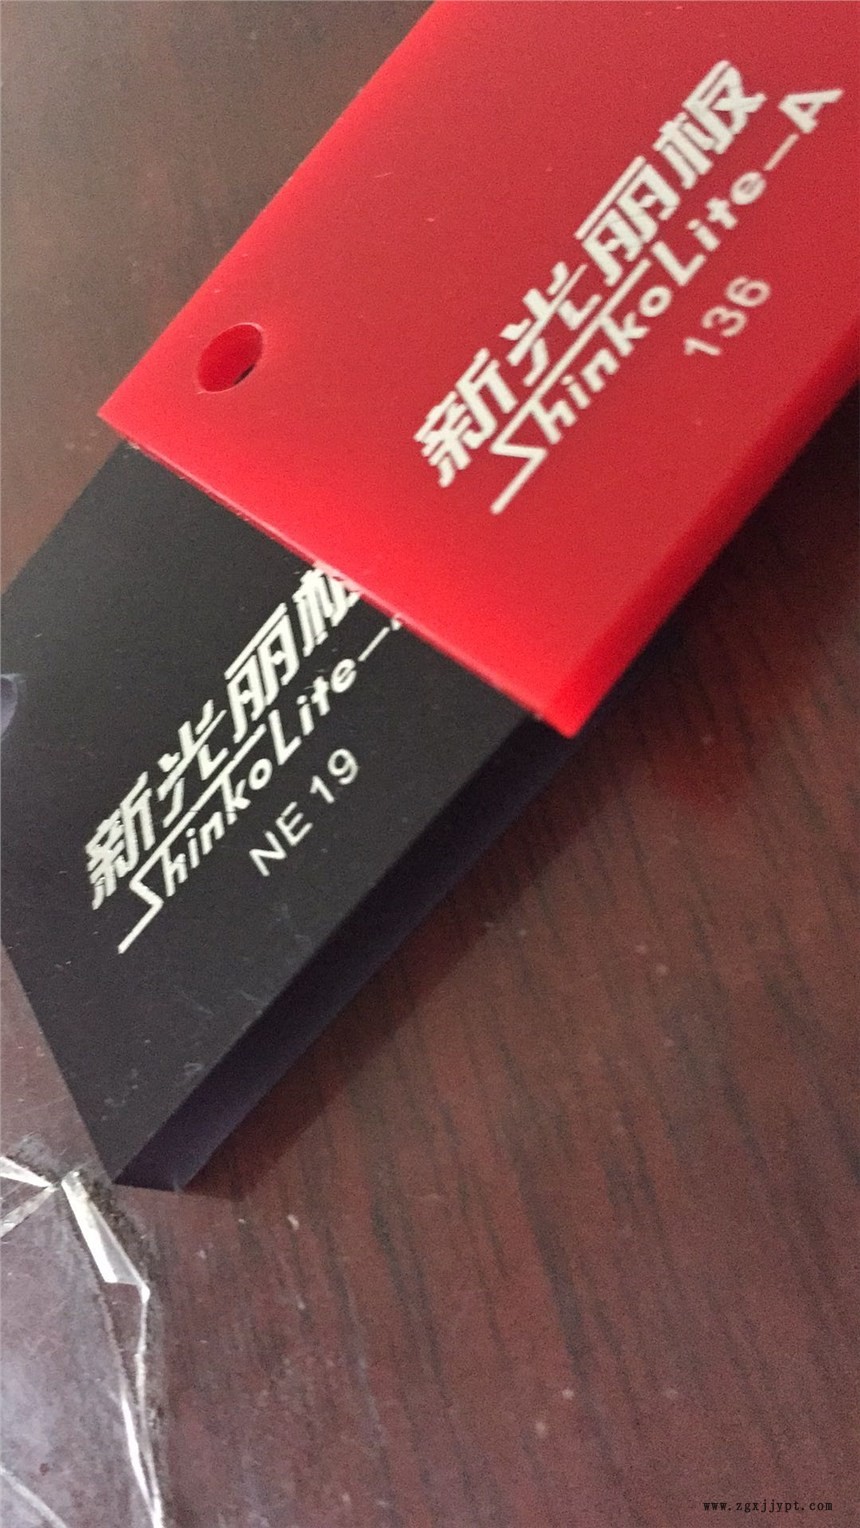 新光丽板
ShinkoLite-A
136
新光丽板
ShinkoLite-
NE 19
www.zgxjjypt.com